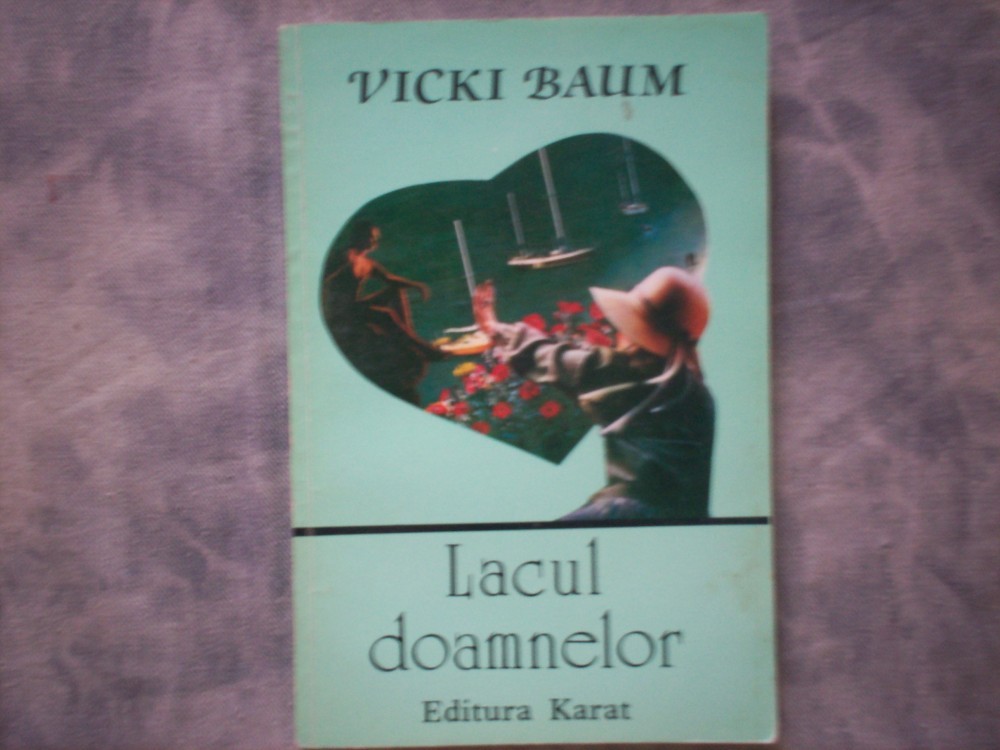 VICKI BAUM
Lacul
doamnelor
Editura Karat